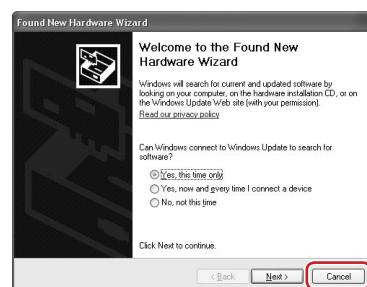 Found New Hardware Wizard
Welcome to the Found New
Hardware Wizard
Windows will search for current and updated software by
looking on your computer, on the hardware installation CD, or on
the Windows Update Web site (with your permission).
Read our privacy policy
Can Windows connect to Windows Update to search for
software?
Yes, this time only
Yes, now and every time I connect a device
No, not this time
Click Next to continue.
< Back
Next >
Cancel